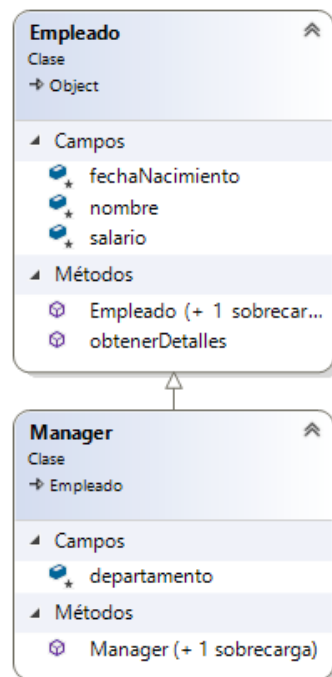 Empleado
Clase
Object
Campos
fechaNacimiento
nombre
salario
Métodos
Empleado (+ 1 sobrecar...
obtenerDetalles
Manager
Clase
Empleado
Campos
departamento
Métodos
Manager (+ 1 sobrecarga)